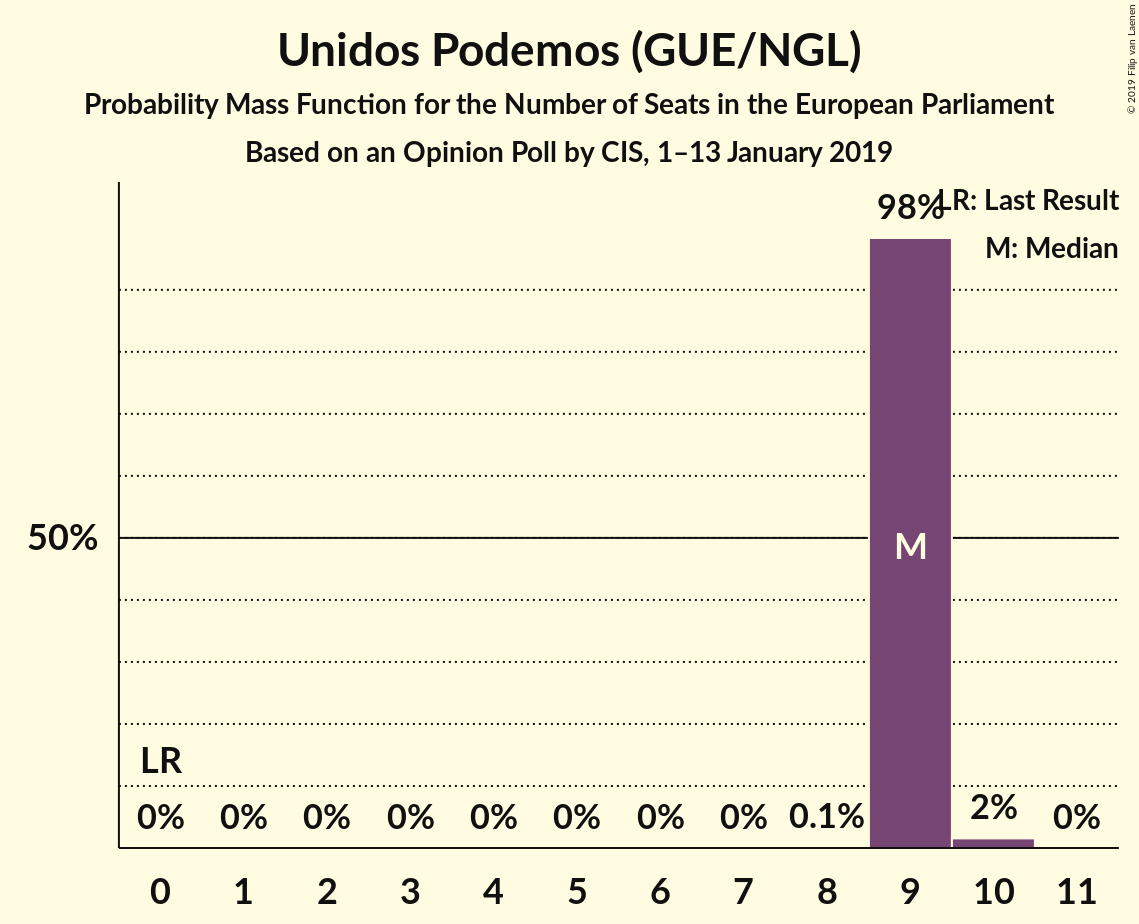 Unidos Podemos (GUE/NGL)
Probability Mass Function for the Number of Seats in the European Parliament
Based on an Opinion Poll by CIS, 1–13 January 2019
© 2019 Filip van Laenen
98%
LR: Last Result
M: Median
50%
M
LR
0% 0% 0% 0% 0% 0% 0% 0% 0.1% 2% 0%
0 1 2 3 4 5 6 7 8 9 10 11